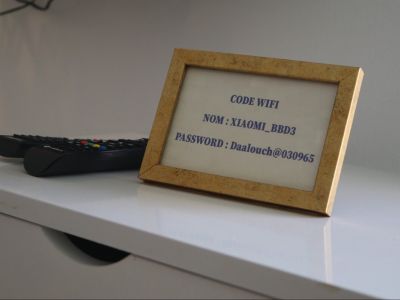 CODE WIFI
NOM : XIAOMI_BBD3
PASSWORD : Daalouch@030965